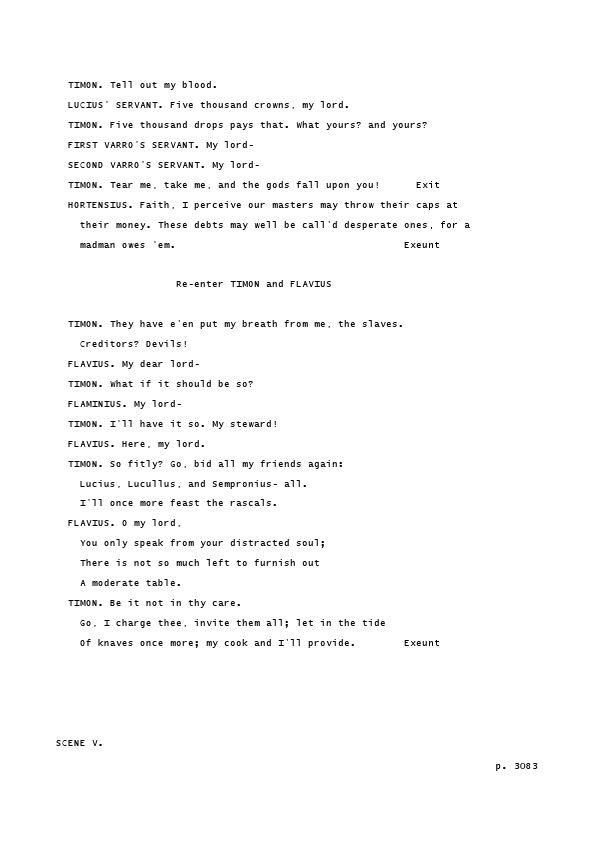 TIMON. Tell out my blood.
LUCIUS' SERVANT. Five thousand crowns, my lord.
TIMON. Five thousand drops pays that. What yours? and yours?
FIRST VARRO'S SERVANT. My lord-
SECOND VARRO'S SERVANT. My lord-
TIMON. Tear me, take me, and the gods fall upon you! Exit
HORTENSIUS. Faith, I perceive our masters may throw their caps at
their money. These debts may well be call'd desperate ones, for a
madman owes 'em. Exeunt
Re-enter TIMON and FLAVIUS
TIMON. They have e'en put my breath from me, the slaves.
Creditors? Devils!
FLAVIUS. My dear lord-
TIMON. What if it should be so?
FLAMINIUS. My lord-
TIMON. I'll have it so. My steward!
FLAVIUS. Here, my lord.
TIMON. So fitly? Go, bid all my friends again:
Lucius, Lucullus, and Sempronius- all.
I'll once more feast the rascals.
FLAVIUS. O my lord,
You only speak from your distracted soul;
There is not so much left to furnish out
A moderate table.
TIMON. Be it not in thy care.
Go, I charge thee, invite them all; let in the tide
Of knaves once more; my cook and I'll provide. Exeunt
SCENE V.
p. 3083